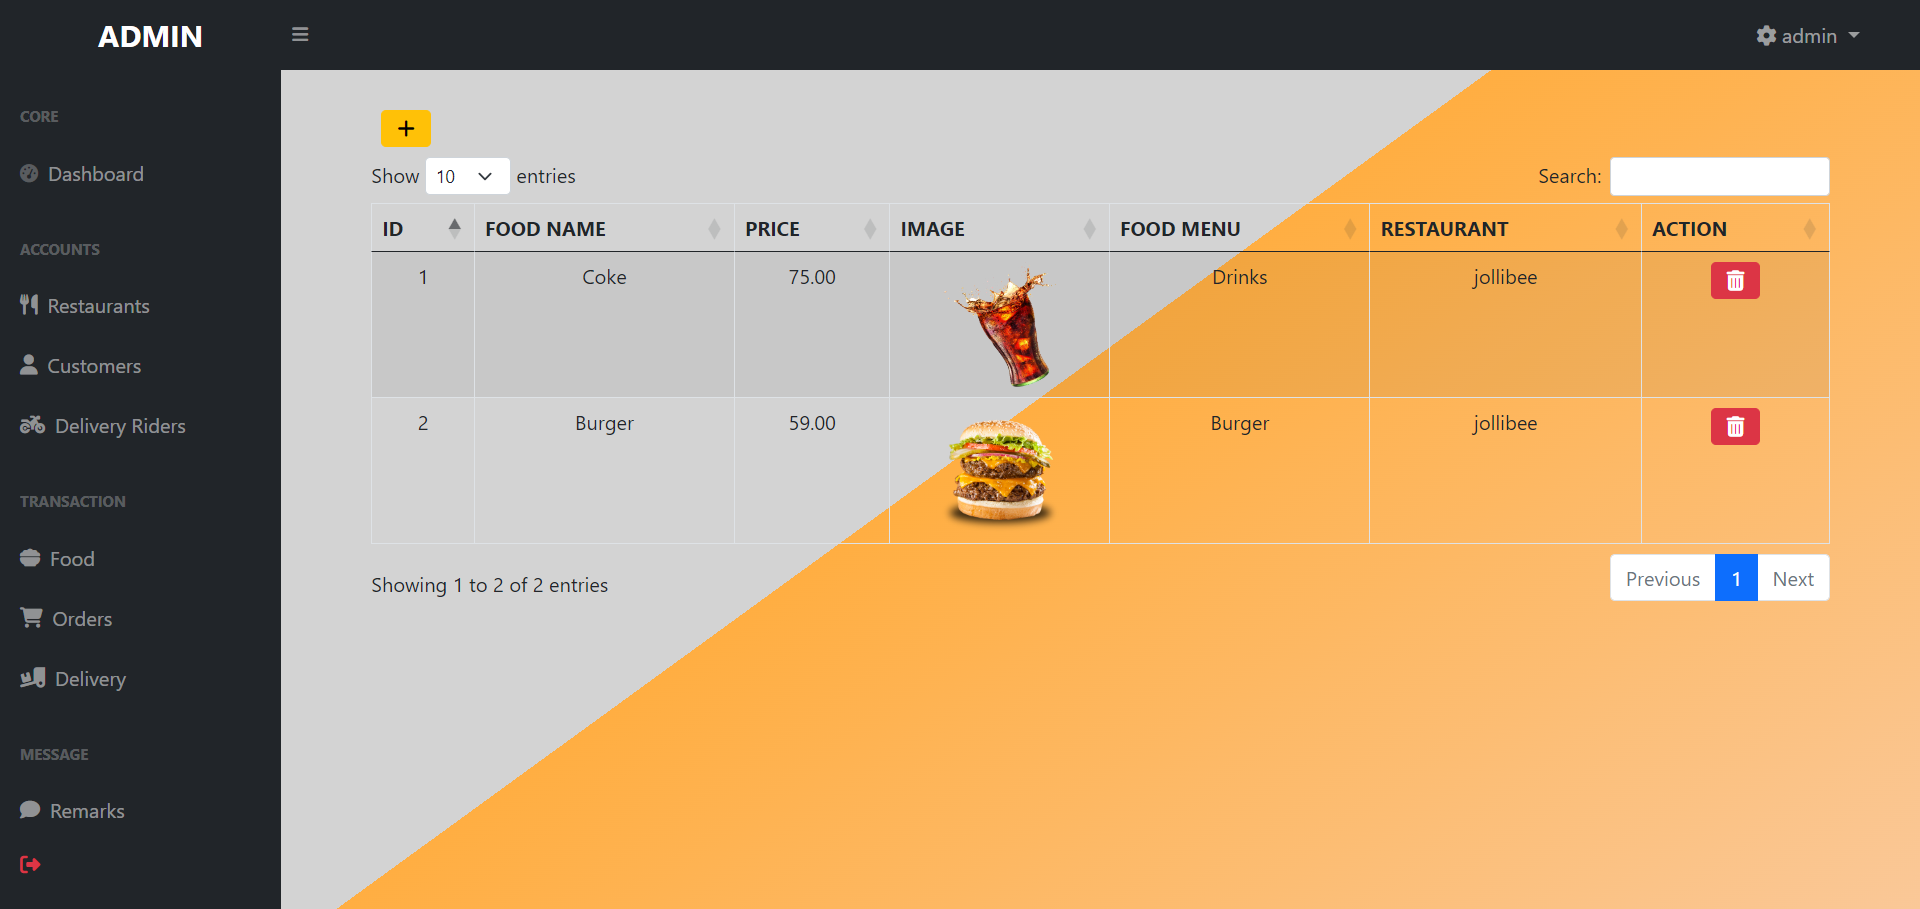 ADMIN
admin
CORE
Dashboard
ACCOUNTS
Restaurants
Customers
Delivery Riders
TRANSACTION
Food
Orders
Delivery
MESSAGE
Remarks
Show 10 entries
Search:
ID FOOD NAME PRICE IMAGE FOOD MENU RESTAURANT ACTION
1 Coke 75.00 Drinks jollibee
2 Burger 59.00 Burger jollibee
Showing 1 to 2 of 2 entries
Previous 1 Next